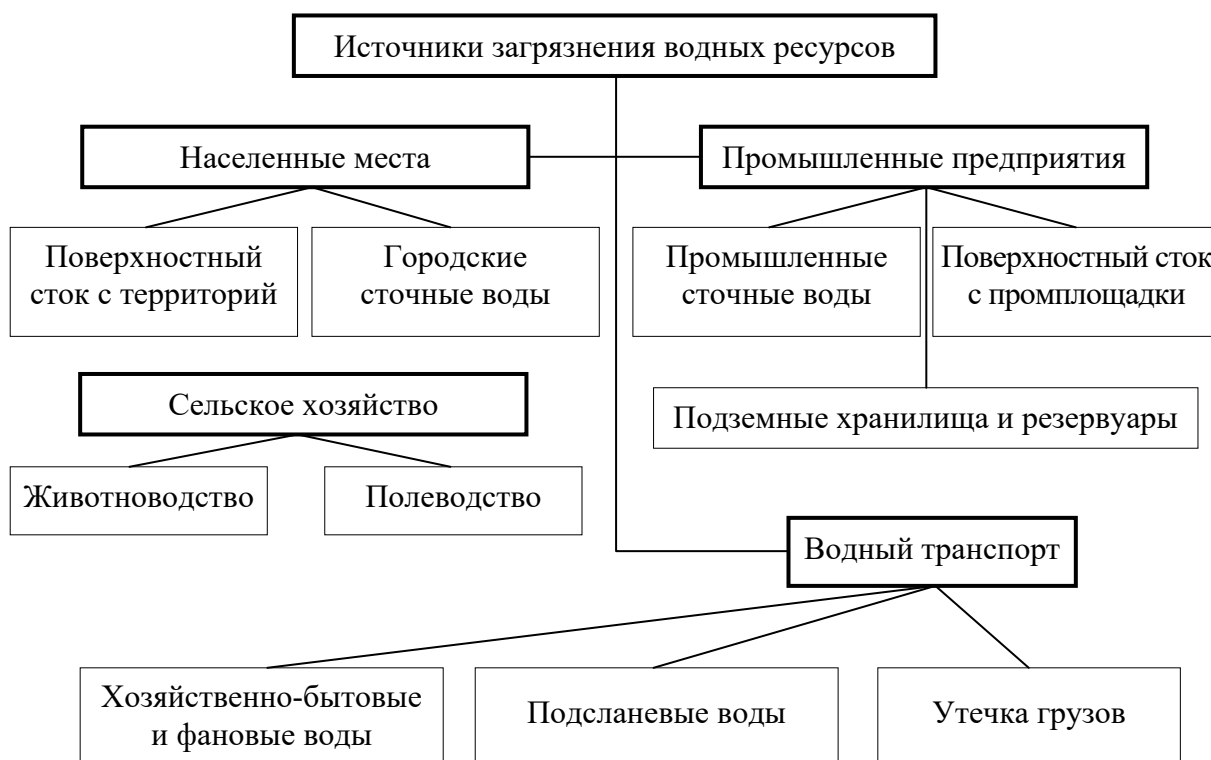 Источники загрязнения водных ресурсов
Населенные места
Промышленные предприятия
Поверхностный
сток с территорий
Городские
сточные воды
Промышленные
сточные воды
Поверхностный сток
с промплощадки
Сельское хозяйство
Подземные хранилища и резервуары
Животноводство
Полеводство
Водный транспорт
Хозяйственно-бытовые
и фановые воды
Подсланевые воды
Утечка грузов